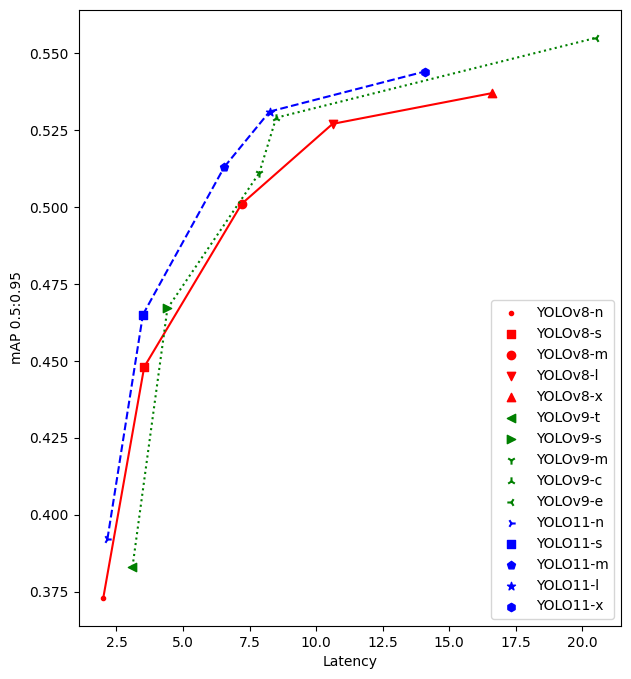 0.550
0.525
0.500
0.475
0.450
0.425
0.400
0.375
mAP 0.5:0.95
2.5 5.0 7.5 10.0 12.5 15.0 17.5 20.0
Latency
YOLOv8-n
YOLOv8-s
YOLOv8-m
YOLOv8-l
YOLOv8-x
YOLOv9-t
YOLOv9-s
YOLOv9-m
YOLOv9-c
YOLOv9-e
YOLO11-n
YOLO11-s
YOLO11-m
YOLO11-l
YOLO11-x